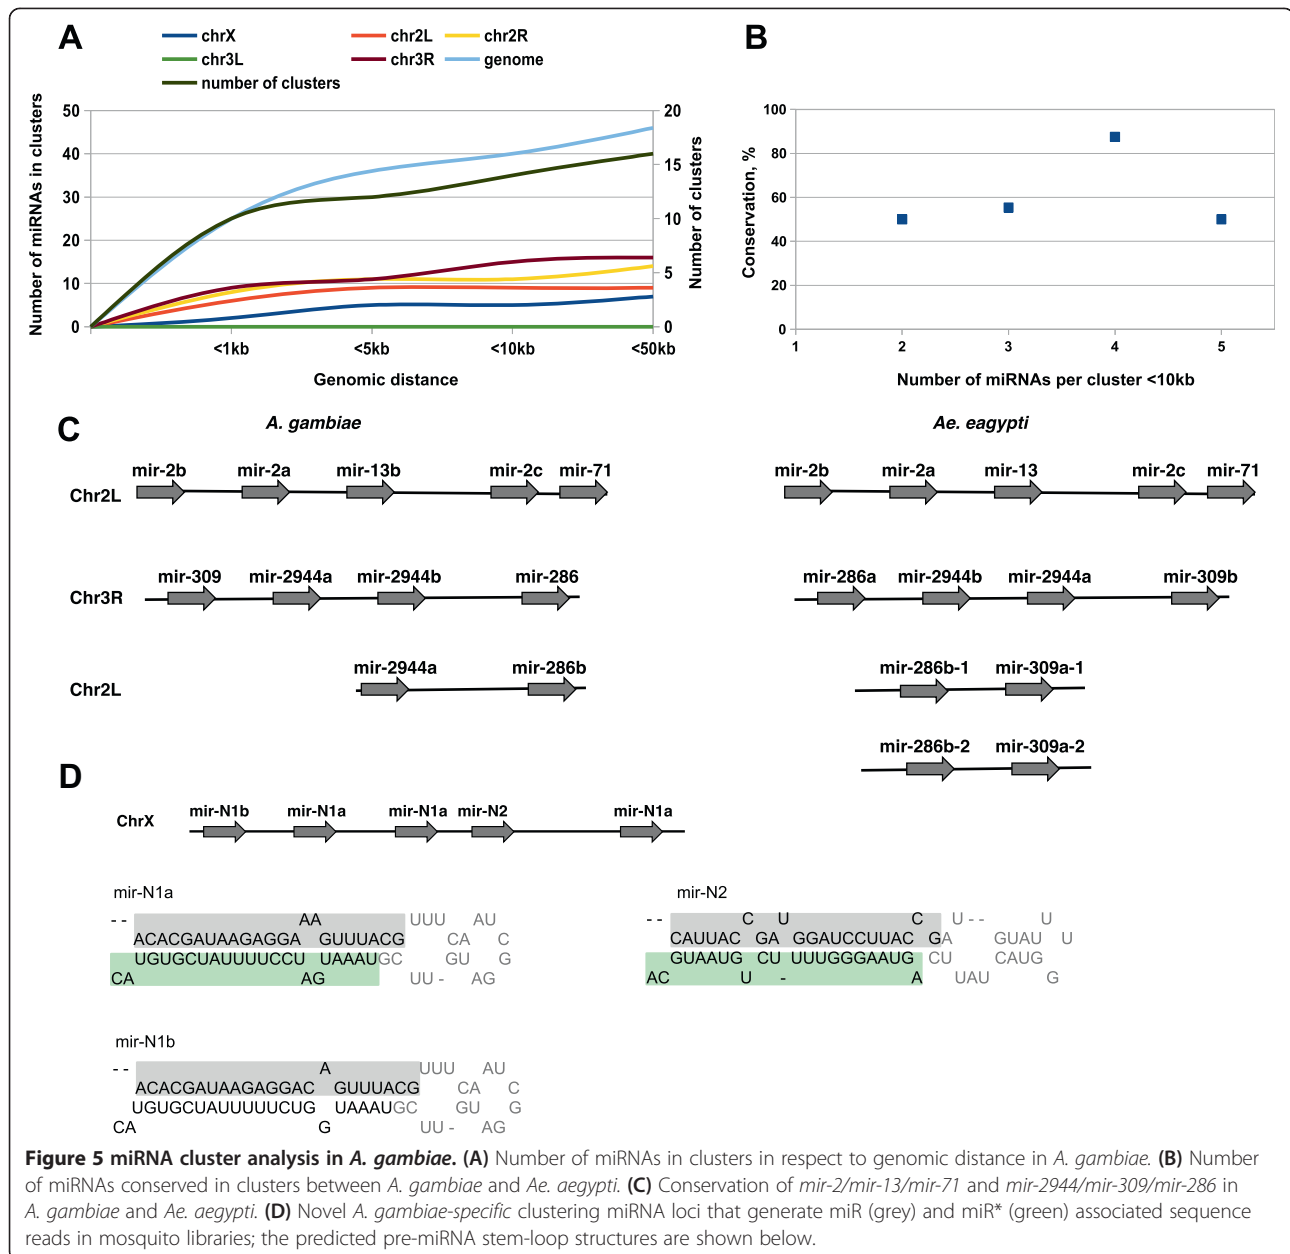 A
chrX chr2L chr2R
chr3L chr3R genome
number of clusters
Number of miRNAs in clusters
50
40
30
20
10
0
20
15
10
5
0
Number of clusters
<1kb <5kb <10kb <50kb
Genomic distance
B
Conservation, %
100
80
60
40
20
0
1 2 3 4 5
Number of miRNAs per cluster <10kb
C
A. gambiae Ae. eagypti
mir-2b mir-2a mir-13b mir-2c mir-71 mir-2b mir-2a mir-13 mir-2c mir-71
Chr2L
mir-309 mir-2944a mir-2944b mir-286 mir-286a mir-2944b mir-2944a mir-309b
Chr3R
mir-2944a mir-286b mir-286b-1 mir-309a-1
Chr2L
mir-286b-2 mir-309a-2
D
mir-N1b mir-N1a mir-N1a mir-N2 mir-N1a
ChrX
mir-N1a
-- AA UUU AU
ACACGAUAAGAGGA GUUUACG CA C
UGUGCUAUUUUCCU UAAAUGC GU G
CA AG UU- AG
mir-N2
-- C U C U-- U
CAUUAC GA GGAUCCUUAC GA GUAU U
GUAAUG CU UUUGGGAAUG CU CAUG
AC U - A UAU G
mir-N1b
-- A UUU AU
ACACGAUAAGAGGAC GUUUACG CA C
UGUGCUAUUUUUCUG UAAAUGC GU G
CA G UU- AG
Figure 5 miRNA cluster analysis in A. gambiae. (A) Number of miRNAs in clusters in respect to genomic distance in A. gambiae. (B) Number
of miRNAs conserved in clusters between A. gambiae and Ae. aegypti. (C) Conservation of mir-2/mir-13/mir-71 and mir-2944/mir-309/mir-286 in
A. gambiae and Ae. aegypti. (D) Novel A. gambiae-specific clustering miRNA loci that generate miR (grey) and miR* (green) associated sequence
reads in mosquito libraries; the predicted pre-miRNA stem-loop structures are shown below.